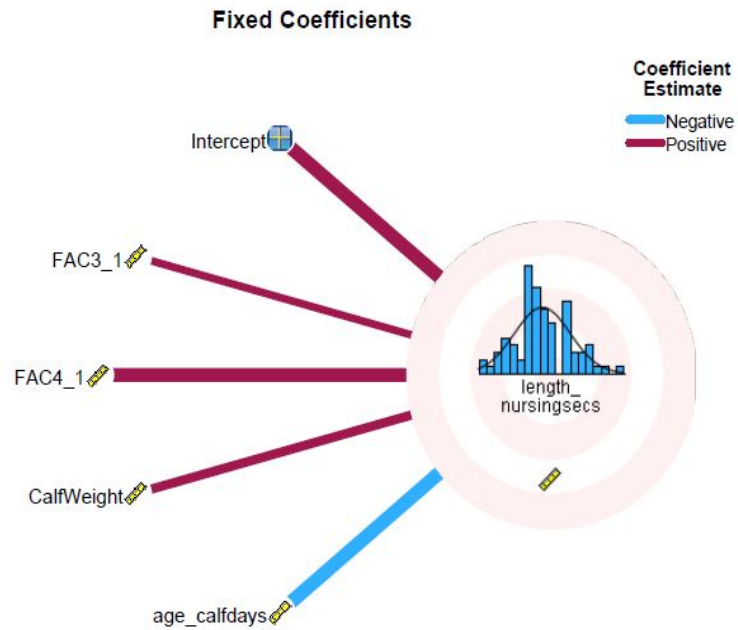 Fixed Coefficients
Coefficient
Estimate
Negative
Positive
Intercept
FAC3_1
FAC4_1
length_
nursingsecs
CalfWeight
age_calfdays